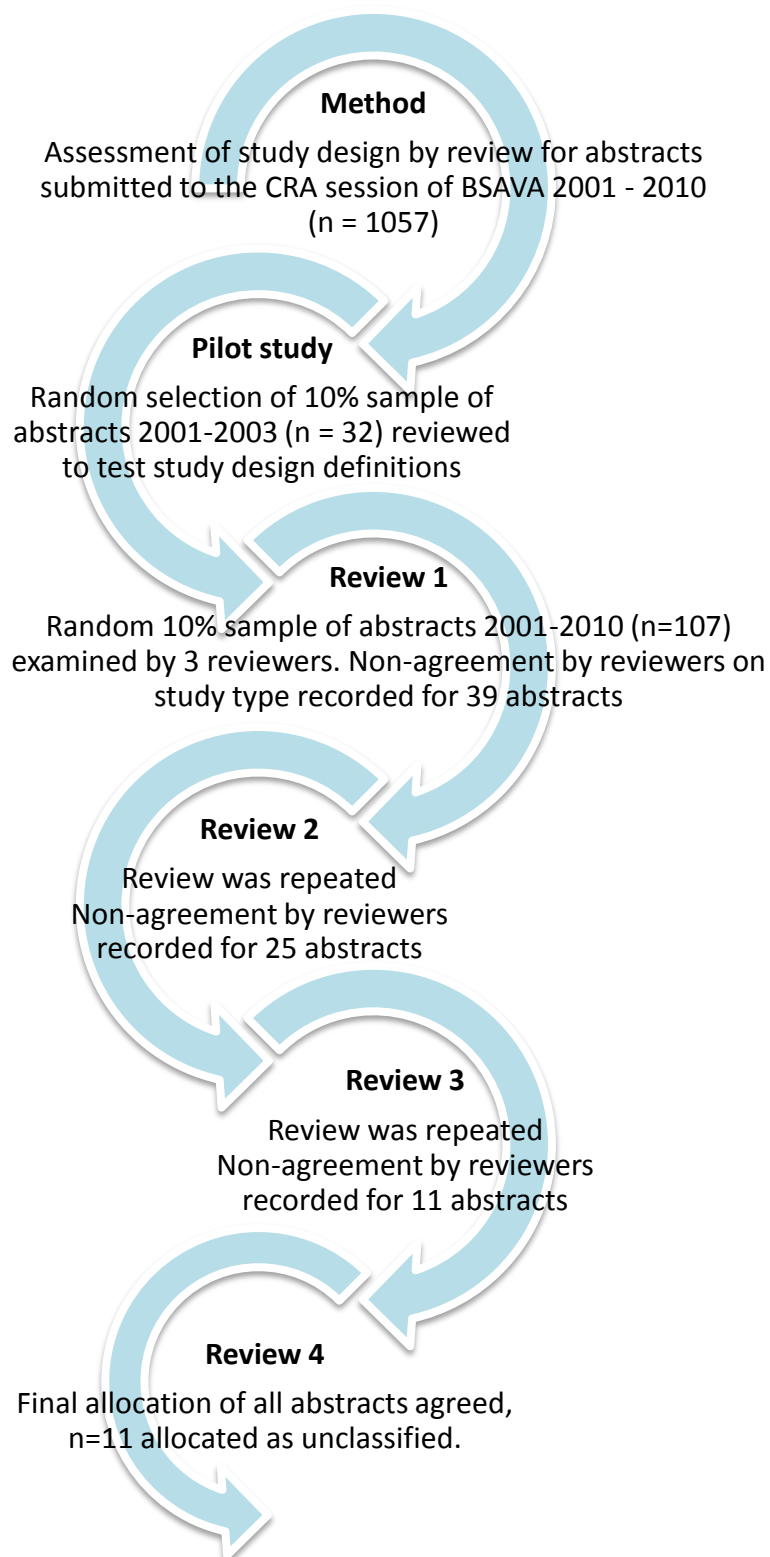 Method
Assessment of study design by review for abstracts
submitted to the CRA session of BSAVA 2001 - 2010
(n = 1057)
Pilot study
Random selection of 10% sample of
abstracts 2001-2003 (n = 32) reviewed
to test study design definitions
Review 1
Random 10% sample of abstracts 2001-2010 (n=107)
examined by 3 reviewers. Non-agreement by reviewers on
study type recorded for 39 abstracts
Review 2
Review was repeated
Non-agreement by reviewers
recorded for 25 abstracts
Review 3
Review was repeated
Non-agreement by reviewers
recorded for 11 abstracts
Review 4
Final allocation of all abstracts agreed,
n=11 allocated as unclassified.